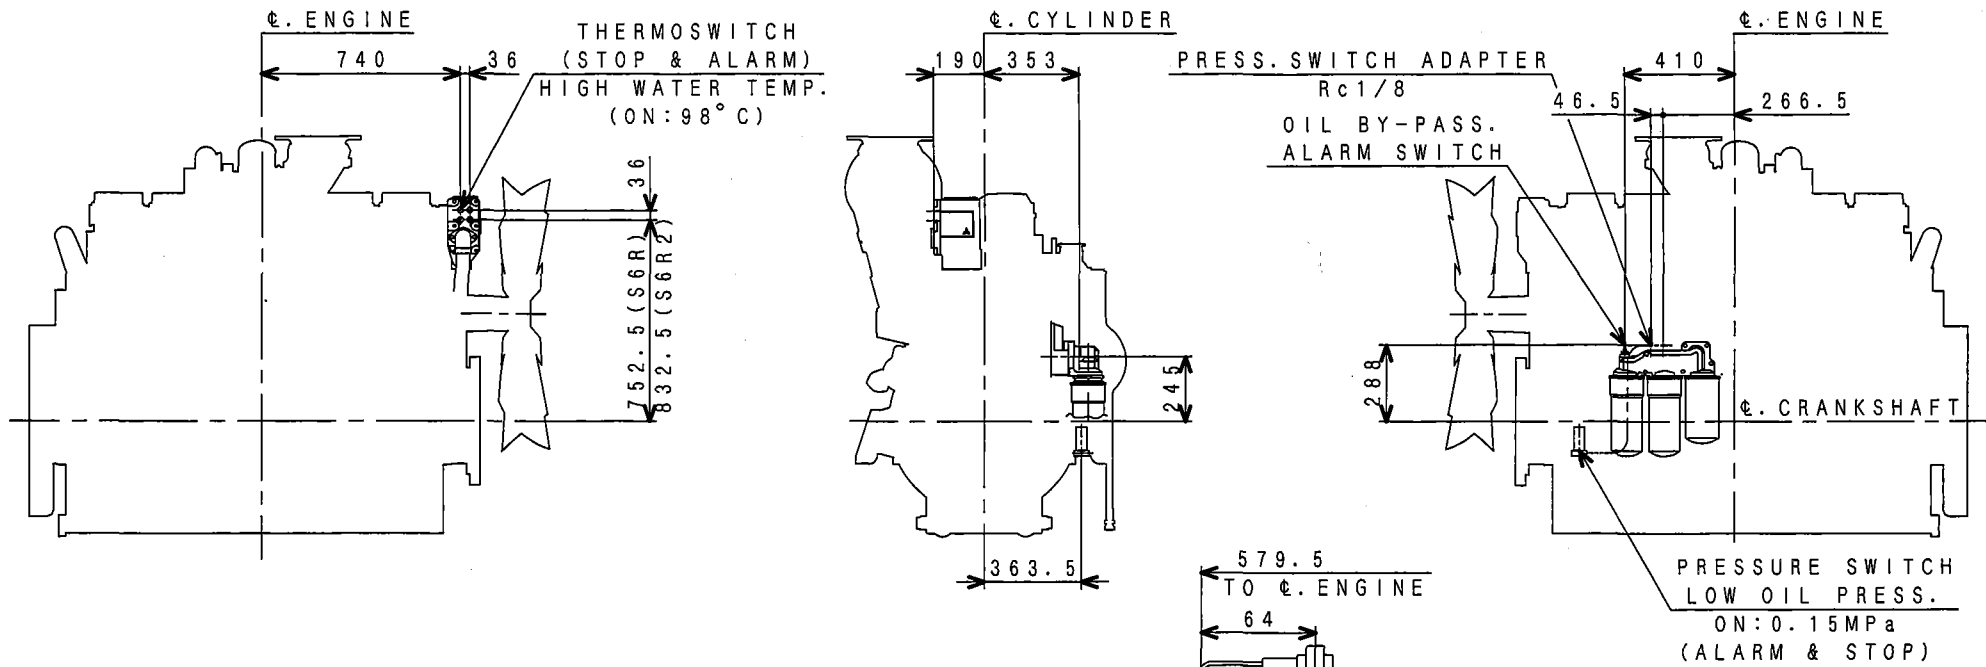 ℄. ENGINE
740
36
THERMOSWITCH
(STOP & ALARM)
HIGH WATER TEMP.
(ON:98°C)
36
752.5(S6R)
832.5(S6R2)
℄. CYLINDER
190
353
A
245
363.5
℄. ENGINE
410
PRESS. SWITCH ADAPTER
Rc1/8
46.5
266.5
OIL BY-PASS.
ALARM SWITCH
288
℄. CRANKSHAFT
PRESSURE SWITCH
LOW OIL PRESS.
ON:0.15MPa
(ALARM & STOP)
579.5
TO ℄. ENGINE
64